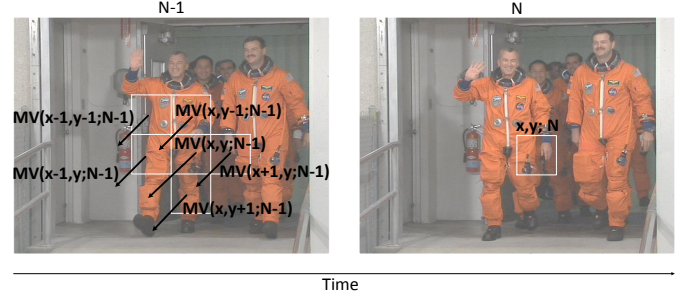 N-1
N
MV(x-1,y-1;N-1)
MV(x,y-1;N-1)
x,y; N
MV(x,y;N-1)
MV(x-1,y;N-1)
MV(x+1,y;N-1)
MV(x,y+1;N-1)
Time